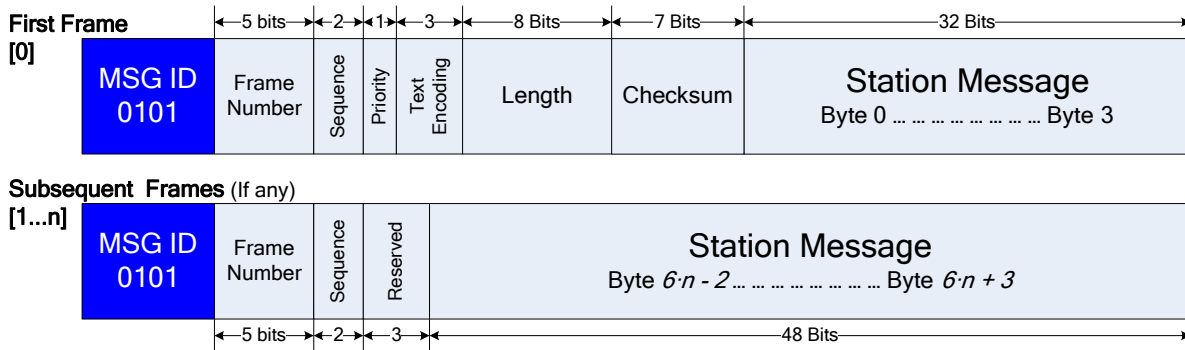 First Frame
[0]
5 bits 2 1 3 8 Bits 7 Bits 32 Bits
MSG ID
0101
Frame
Number
Sequence
Priority
Text
Encoding
Length
Checksum
Station Message
Byte 0 ... ... ... ... ... ... ... Byte 3
Subsequent Frames (If any)
[1...n]
MSG ID
0101
Frame
Number
Sequence
Reserved
Station Message
Byte 6·n - 2 ... ... ... ... ... ... ... Byte 6·n + 3
5 bits 2 3 48 Bits